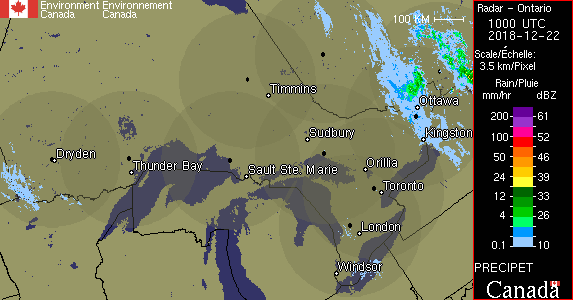 Environment Environnement
Canada Canada
100 KM
Timmins
Ottawa
Sudbury
Kingston
Dryden
Thunder Bay
Sault Ste. Marie
Orillia
Toronto
London
Windsor
Radar - Ontario
1000 UTC
2018-12-22
Scale/Échelle:
3.5 km/Pixel
Rain/Pluie
mm/hr dBZ
200 61
100 56
100 52
50 46
24 39
12 33
4 26
0.1 10
PRECIPET
Canada